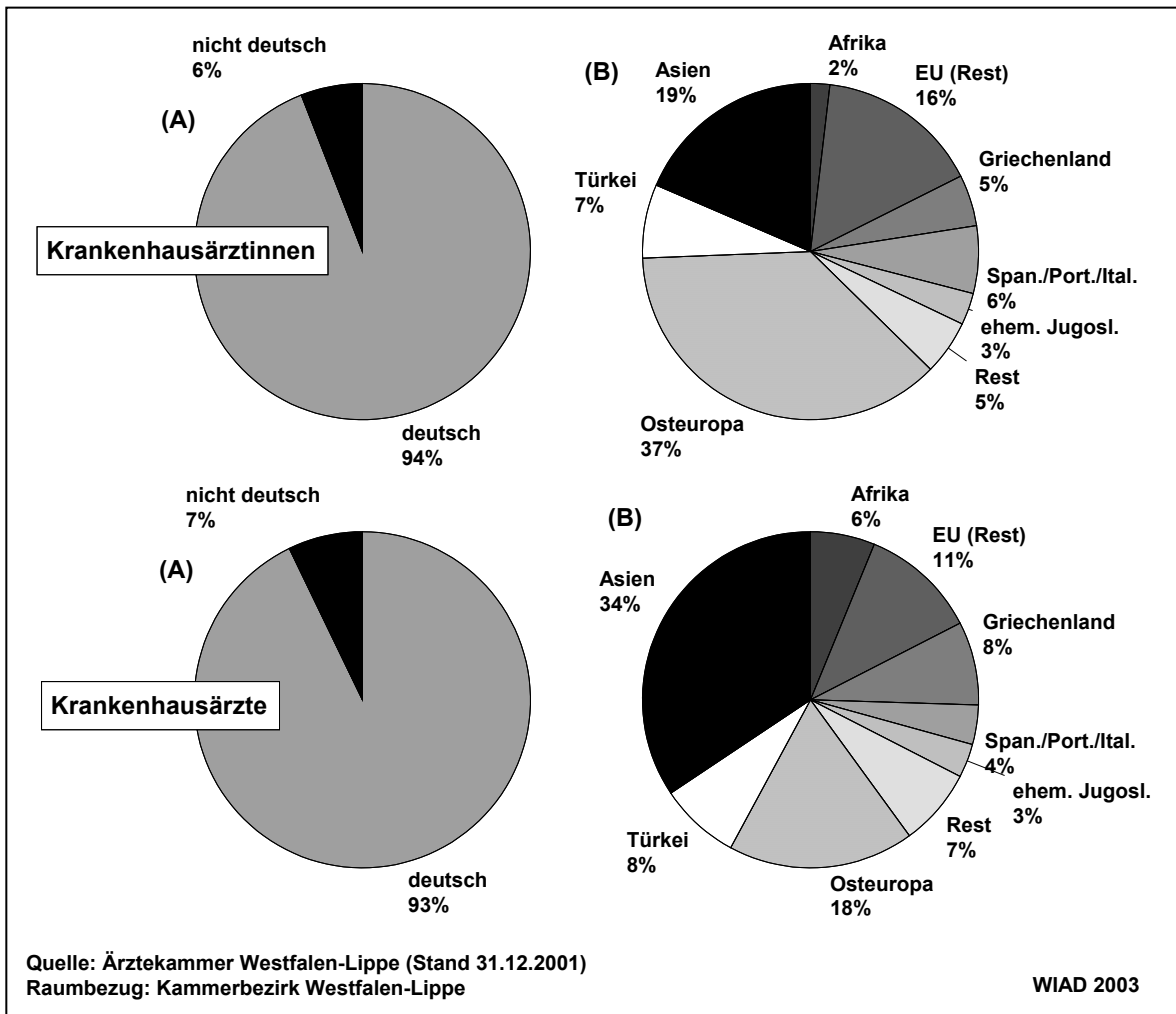 nicht deutsch
6%
(A)
Krankenhausärztinnen
deutsch
94%
(B)
Afrika
2%
EU (Rest)
16%
Griechenland
5%
Span./Port./Ital.
6%
ehem. Jugosl.
3%
Rest
5%
Osteuropa
37%
Türkei
7%
Asien
19%
nicht deutsch
7%
(A)
Krankenhausärzte
deutsch
93%
(B)
Afrika
6%
EU (Rest)
11%
Griechenland
8%
Span./Port./Ital.
4%
ehem. Jugosl.
3%
Rest
7%
Osteuropa
18%
Türkei
8%
Asien
34%
Quelle: Ärztekammer Westfalen-Lippe (Stand 31.12.2001)
Raumbezug: Kammerbezirk Westfalen-Lippe
WIAD 2003